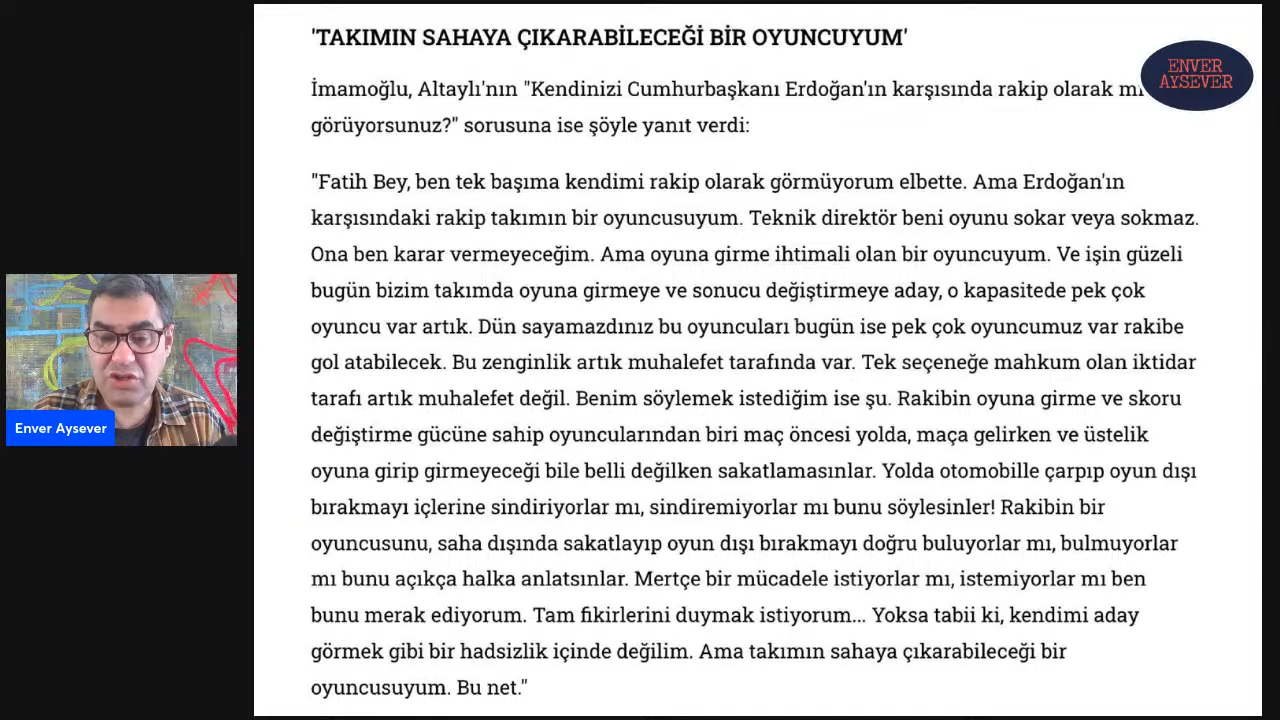 'TAKIMIN SAHAYA ÇIKARABİLECEĞİ BİR OYUNCUYUM'
ENVER
AYSEVER
İmamoğlu, Altaylı'nın "Kendinizi Cumhurbaşkanı Erdoğan'ın karşısında rakip olarak mı
görüyorsunuz?" sorusuna ise şöyle yanıt verdi:
"Fatih Bey, ben tek başıma kendimi rakip olarak görmüyorum elbette. Ama Erdoğan'ın
karşısındaki rakip takımın bir oyuncusuyum. Teknik direktör beni oyunu sokar veya sokmaz.
Ona ben karar vermeyeceğim. Ama oyuna girme ihtimali olan bir oyuncuyum. Ve işin güzeli
bugün bizim takımda oyuna girmeye ve sonucu değiştirmeye aday, o kapasitede pek çok
oyuncu var artık. Dün sayamazdınız bu oyuncuları bugün ise pek çok oyuncumuz var rakibe
gol atabilecek. Bu zenginlik artık muhalefet tarafında var. Tek seçeneğe mahkum olan iktidar
tarafı artık muhalefet değil. Benim söylemek istediğim ise şu. Rakibin oyuna girme ve skoru
değiştirme gücüne sahip oyuncularından biri maç öncesi yolda, maça gelirken ve üstelik
oyuna girip girmeyeceği bile belli değilken sakatlamasınlar. Yolda otomobille çarpıp oyun dışı
bırakmayı içlerine sindiriyorlar mı, sindiremiyorlar mı bunu söylesinler! Rakibin bir
oyuncusunu, saha dışında sakatlayıp oyun dışı bırakmayı doğru buluyorlar mı, bulmuyorlar
mı bunu açıkça halka anlatsınlar. Mertçe bir mücadele istiyorlar mı, istemiyorlar mı ben
bunu merak ediyorum. Tam fikirlerini duymak istiyorum... Yoksa tabii ki, kendimi aday
görmek gibi bir hadsizlik içinde değilim. Ama takımın sahaya çıkarabileceği bir
oyuncusuyum. Bu net."
Enver Aysever